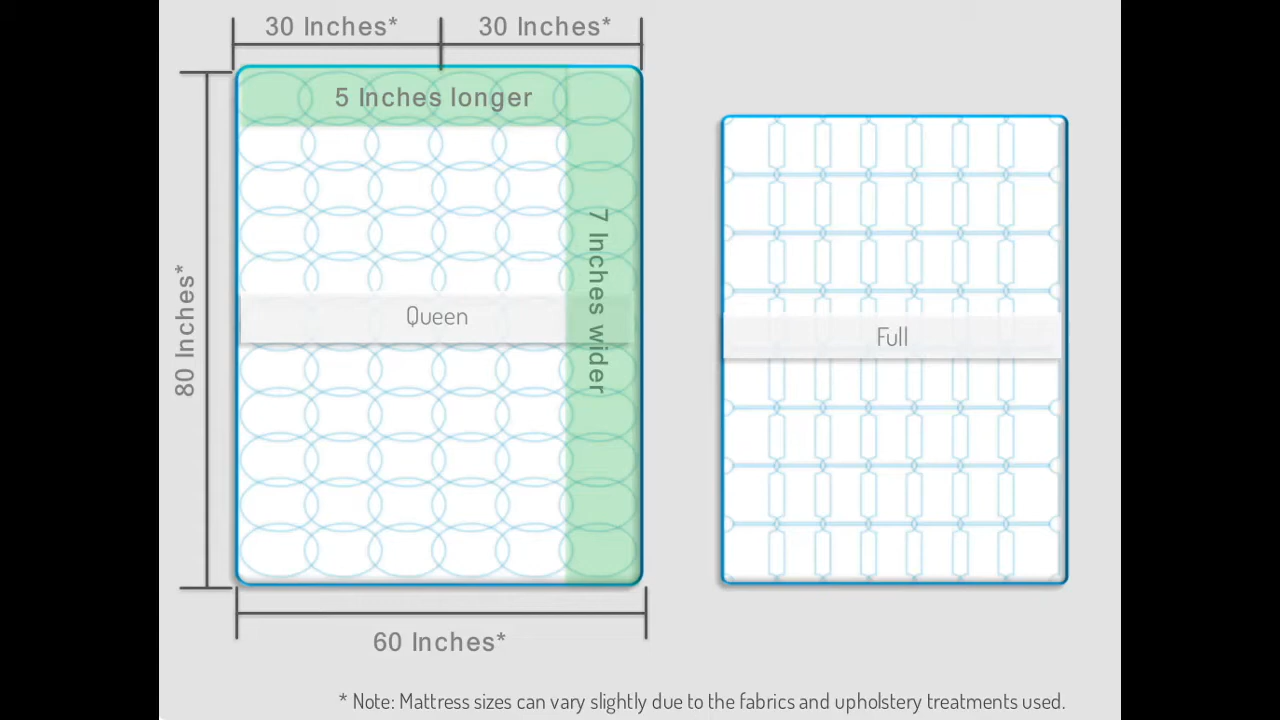 30 Inches*
30 Inches*
5 Inches longer
7 Inches wider
80 Inches*
Queen
Full
60 Inches*
* Note: Mattress sizes can vary slightly due to the fabrics and upholstery treatments used.